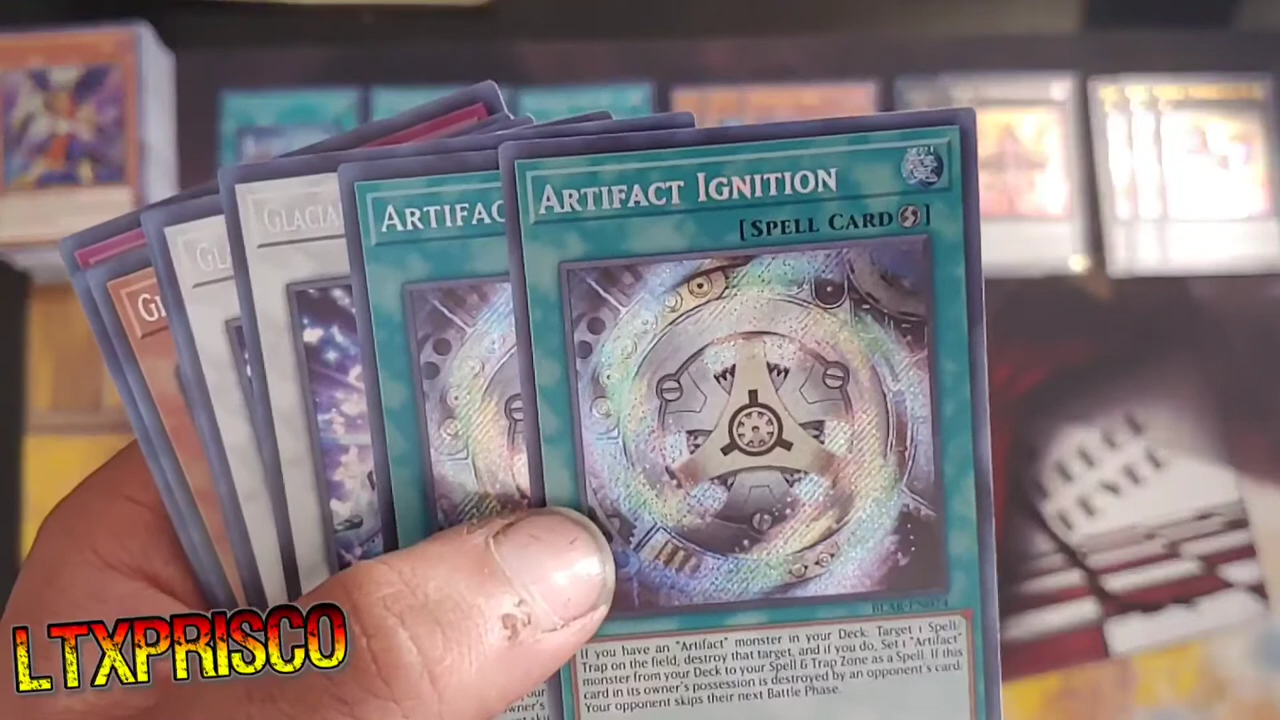 ARTIFACT IGNITION
[SPELL CARD]
ARTIFAC
GLACIA
GL
GI
BLAR-EN074
If you have an "Artifact" monster in your Deck: Target 1 Spell/
Trap on the field; destroy that target, and if you do, Set 1 "Artifact"
monster from your Deck to your Spell & Trap Zone as a Spell. If this
card in its owner's possession is destroyed by an opponent's card:
Your opponent skips their next Battle Phase.
LTXPRISCO